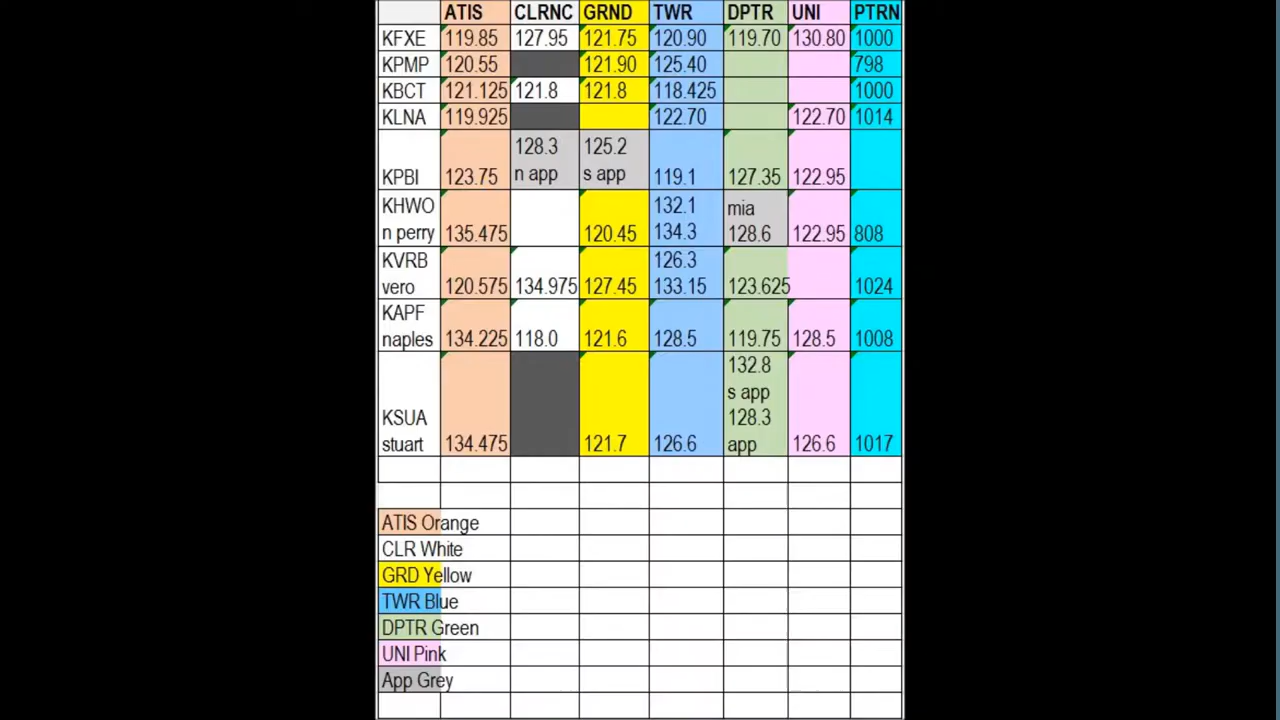 ATIS CLRNC GRND TWR DPTR UNI PTRN
KFXE 119.85 127.95 121.75 120.90 119.70 130.80 1000
KPMP 120.55 121.90 125.40 798
KBCT 121.125 121.8 121.8 118.425 1000
KLNA 119.925 122.70 122.70 1014
128.3 125.2
n app s app
KPBI 123.75 119.1 127.35 122.95
KHWO 132.1 mia
n perry 135.475 120.45 134.3 128.6 122.95 808
KVRB 126.3
vero 120.575 134.975 127.45 133.15 123.625 1024
KAPF
naples 134.225 118.0 121.6 128.5 119.75 128.5 1008
132.8
s app
KSUA 128.3
stuart 134.475 121.7 126.6 app 126.6 1017
ATIS Orange
CLR White
GRD Yellow
TWR Blue
DPTR Green
UNI Pink
App Grey